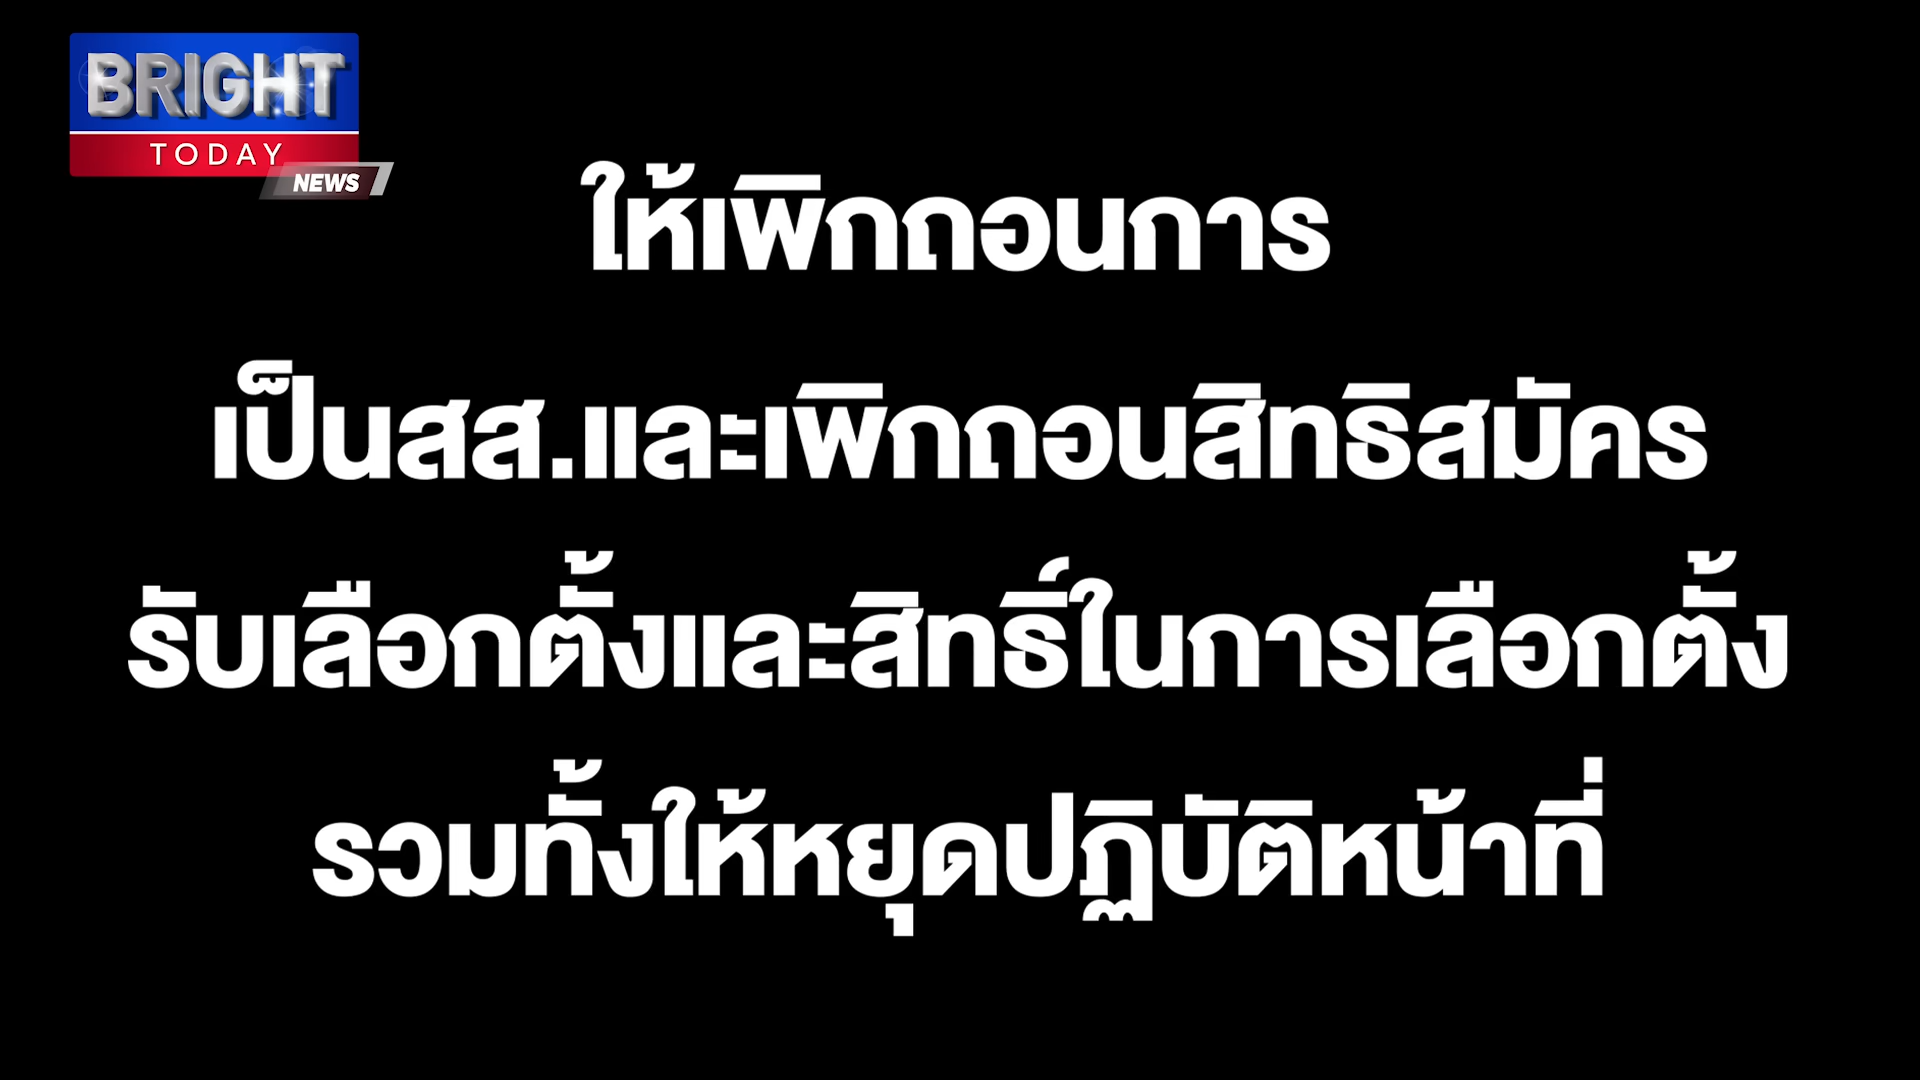 BRIGHT
TODAY
NEWS
ให้เพิกถอนการ
เป็นสส.และเพิกถอนสิทธิสมัคร
รับเลือกตั้งและสิทธิ์ในการเลือกตั้ง
รวมทั้งให้หยุดปฏิบัติหน้าที่